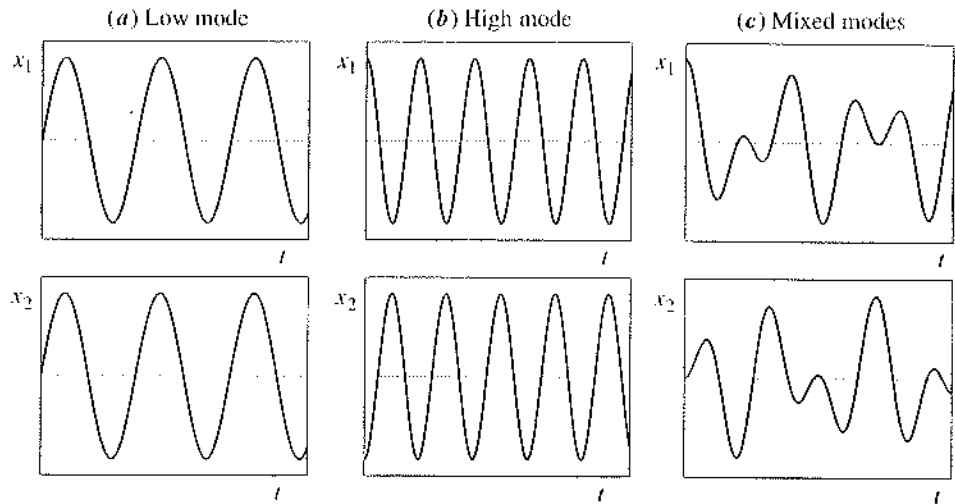 (a) Low mode (b) High mode (c) Mixed modes
x₁ x₁ x₁
t t t
x₂ x₂ x₂
t t t